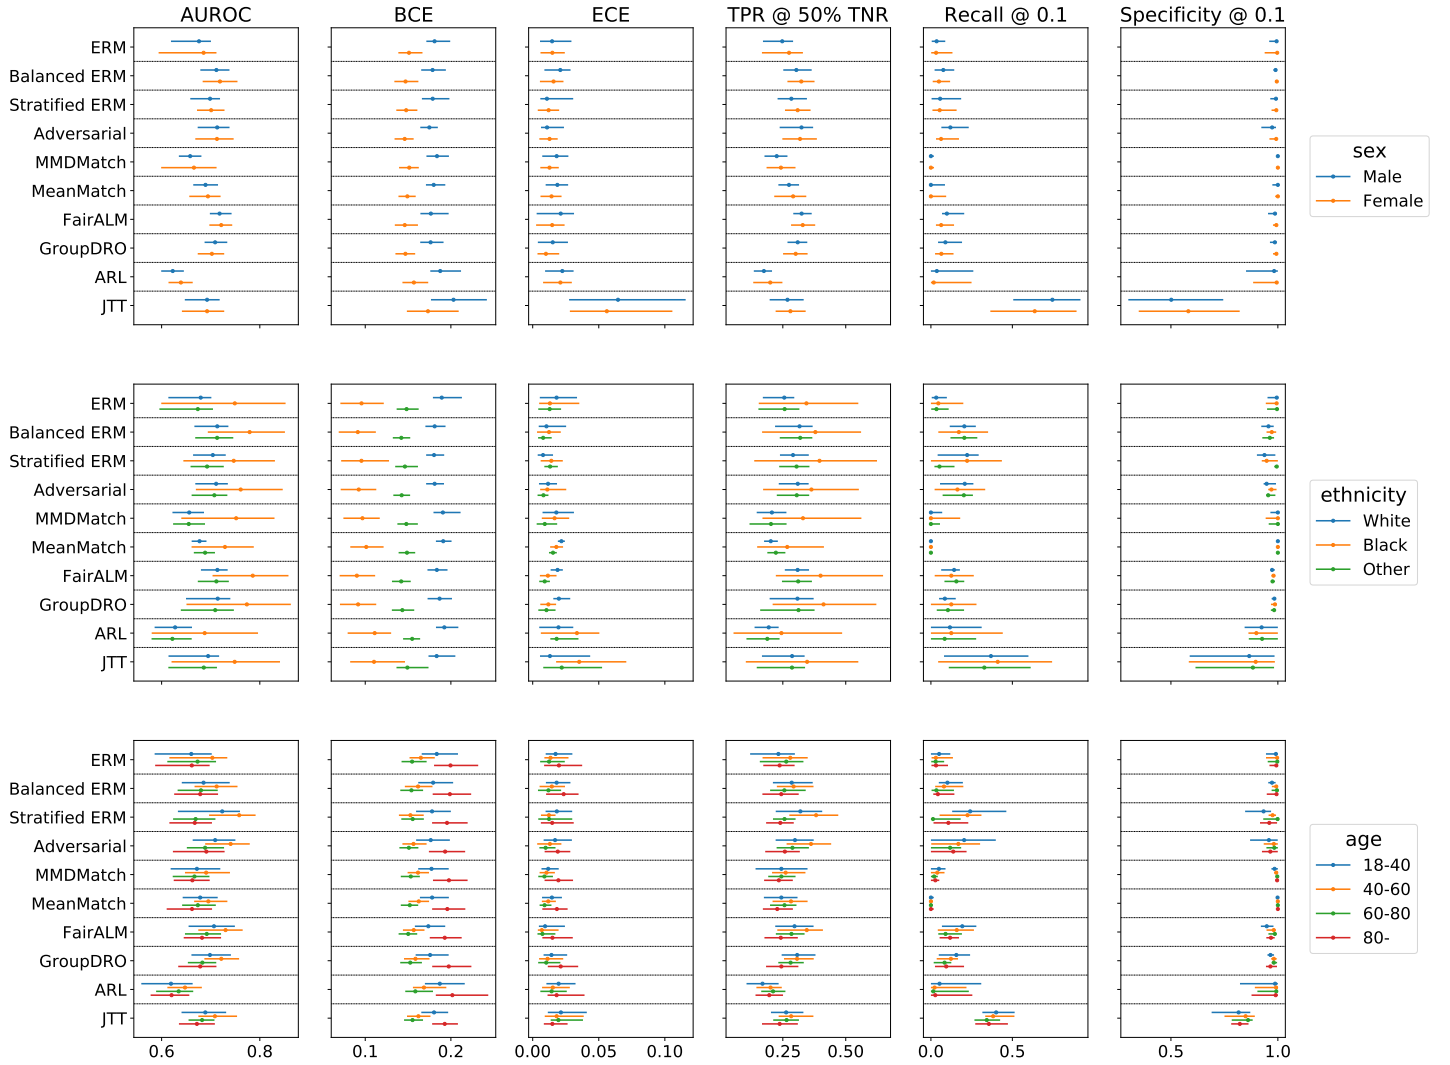 AUROC BCE ECE TPR @ 50% TNR Recall @ 0.1 Specificity @ 0.1
ERM
Balanced ERM
Stratified ERM
Adversarial
MMDMatch
MeanMatch
FairALM
GroupDRO
ARL
JTT
sex
Male
Female
ERM
Balanced ERM
Stratified ERM
Adversarial
MMDMatch
MeanMatch
FairALM
GroupDRO
ARL
JTT
ethnicity
White
Black
Other
ERM
Balanced ERM
Stratified ERM
Adversarial
MMDMatch
MeanMatch
FairALM
GroupDRO
ARL
JTT
age
18-40
40-60
60-80
80-
0.6 0.8 0.1 0.2 0.00 0.05 0.10 0.25 0.50 0.0 0.5 0.5 1.0